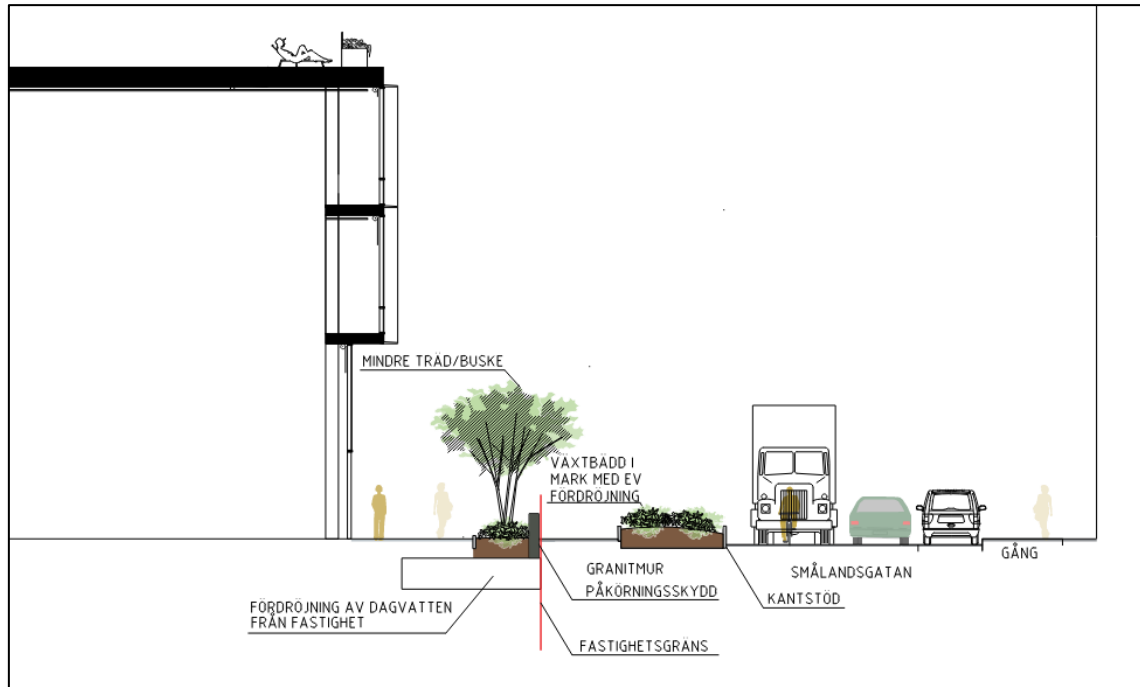 MINDRE TRÄD/BUSKE
VÄXTBÄDD I
MARK MED EV
FÖRDRÖJNING
GRANITMUR
PÅKÖRNINGSSKYDD
SMÅLANDSGATAN
GÅNG
KANTSTÖD
FÖRDRÖJNING AV DAGVATTEN
FRÅN FASTIGHET
FASTIGHETSGRÄNS